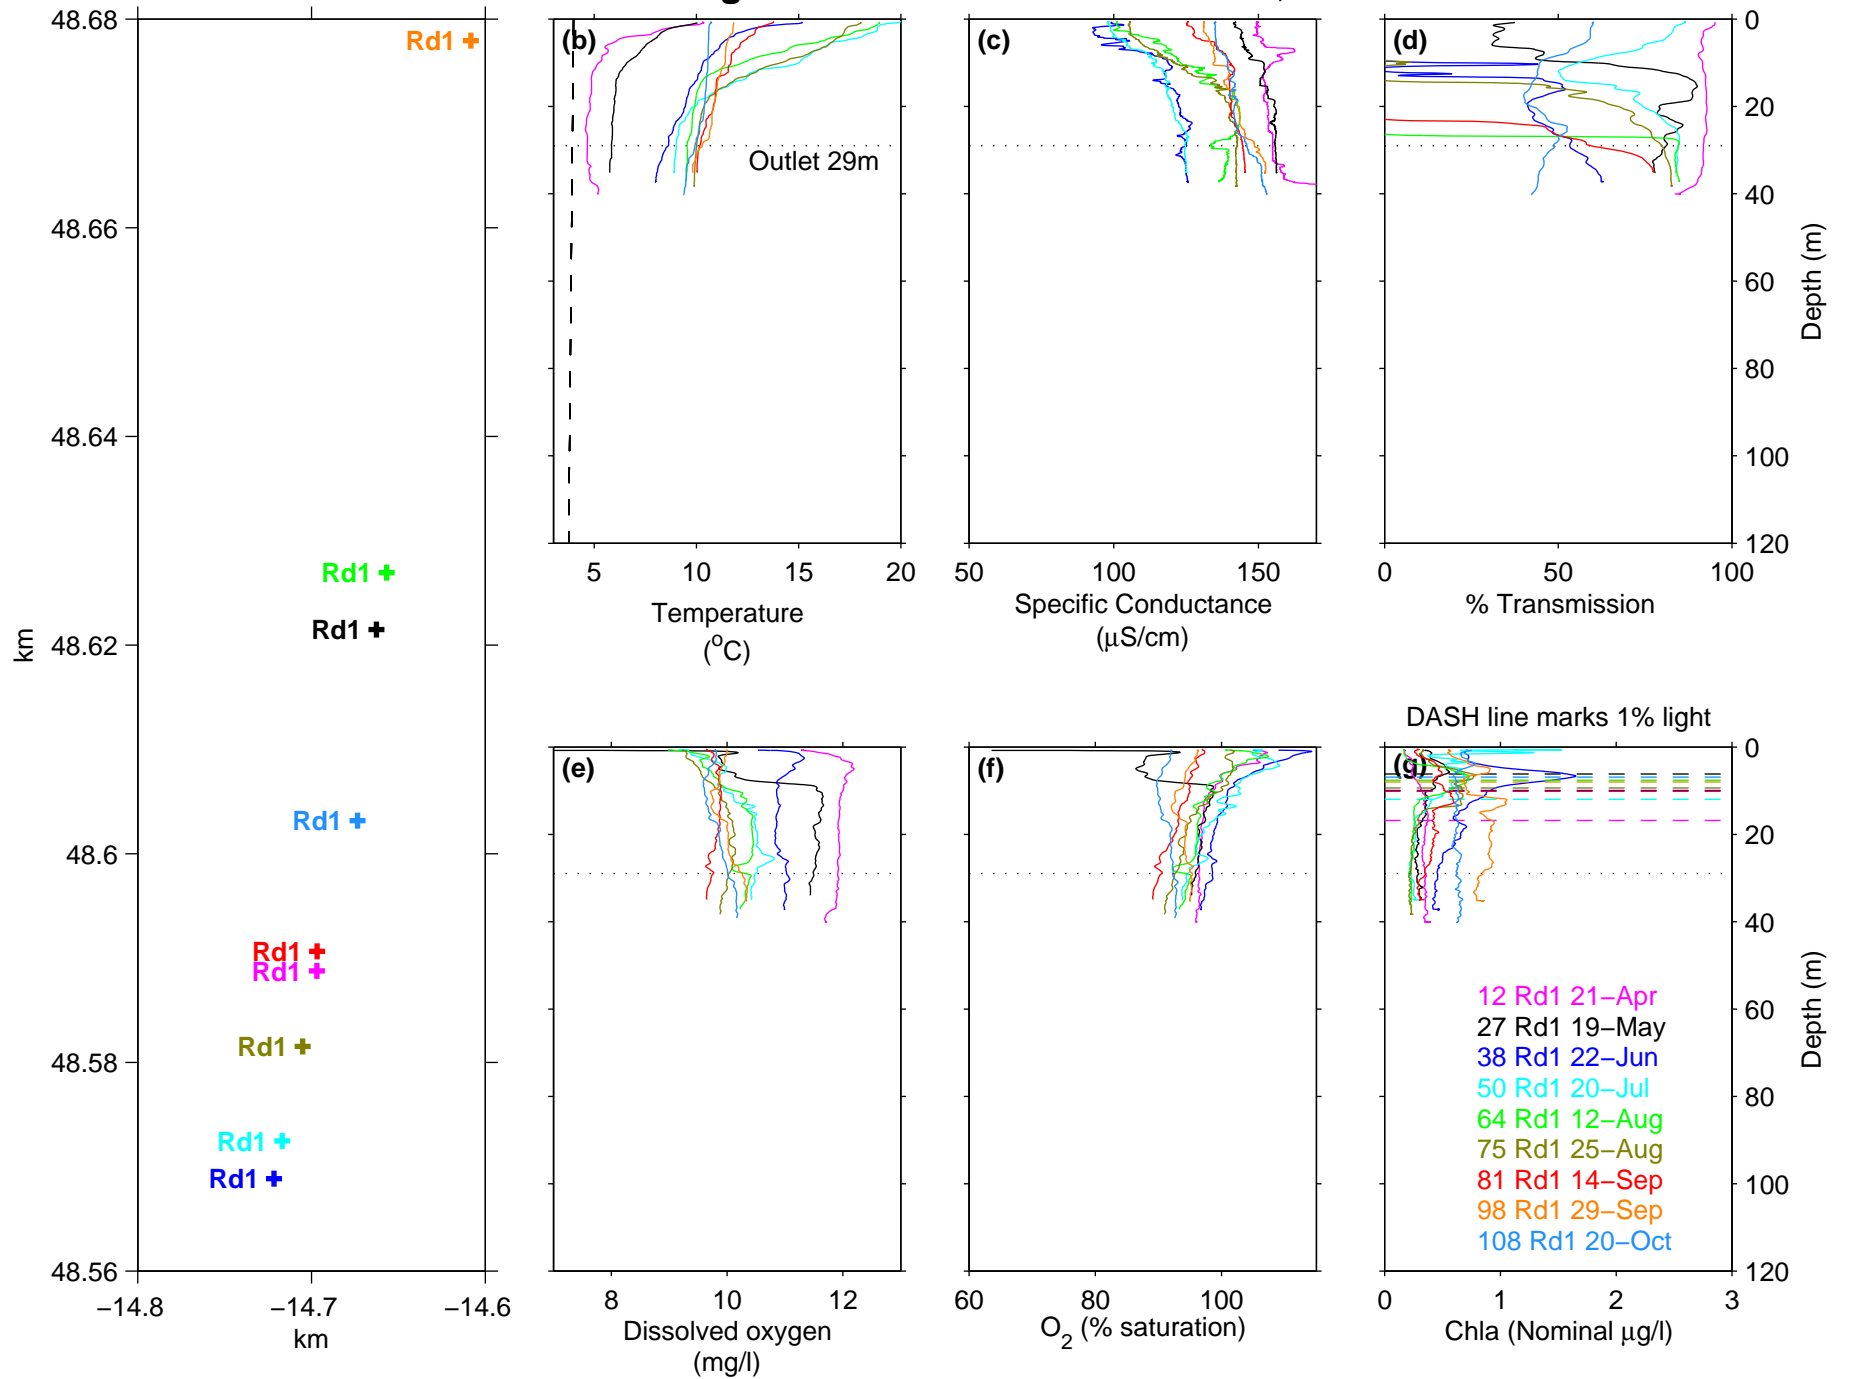 48.68
48.66
48.64
48.62
48.6
48.58
48.56
km
−14.8
−14.7
−14.6
km
Rd1
Rd1
Rd1
Rd1
Rd1
Rd1
Rd1
Rd1
Rd1
(b)
Outlet 29m
5
10
15
20
Temperature
(oC)
(c)
50
100
150
Specific Conductance
(μS/cm)
(d)
0
50
100
% Transmission
0
20
40
60
80
100
120
Depth (m)
(e)
8
10
12
Dissolved oxygen
(mg/l)
(f)
60
80
100
O2 (% saturation)
DASH line marks 1% light
(g)
12 Rd1 21−Apr
27 Rd1 19−May
38 Rd1 22−Jun
50 Rd1 20−Jul
64 Rd1 12−Aug
75 Rd1 25−Aug
81 Rd1 14−Sep
98 Rd1 29−Sep
108 Rd1 20−Oct
0
1
2
3
Chla (Nominal μg/l)
0
20
40
60
80
100
120
Depth (m)